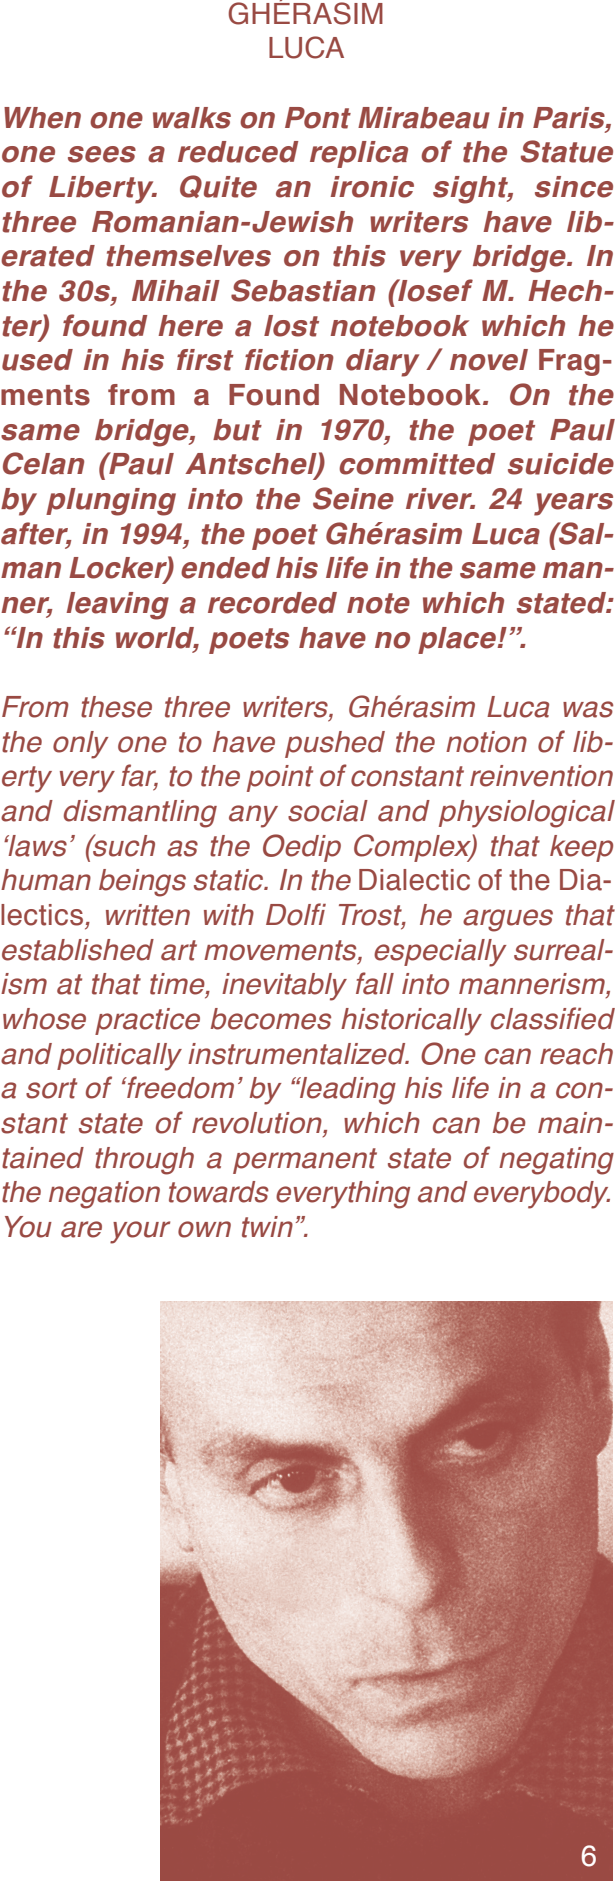 GHÉRASIM
LUCA
When one walks on Pont Mirabeau in Paris,
one sees a reduced replica of the Statue
of Liberty. Quite an ironic sight, since
three Romanian-Jewish writers have lib-
erated themselves on this very bridge. In
the 30s, Mihail Sebastian (Iosef M. Hech-
ter) found here a lost notebook which he
used in his first fiction diary / novel Frag-
ments from a Found Notebook. On the
same bridge, but in 1970, the poet Paul
Celan (Paul Antschel) committed suicide
by plunging into the Seine river. 24 years
after, in 1994, the poet Ghérasim Luca (Sal-
man Locker) ended his life in the same man-
ner, leaving a recorded note which stated:
“In this world, poets have no place!”.
From these three writers, Ghérasim Luca was
the only one to have pushed the notion of lib-
erty very far, to the point of constant reinvention
and dismantling any social and physiological
‘laws’ (such as the Oedip Complex) that keep
human beings static. In the Dialectic of the Dia-
lectics, written with Dolfi Trost, he argues that
established art movements, especially surreal-
ism at that time, inevitably fall into mannerism,
whose practice becomes historically classified
and politically instrumentalized. One can reach
a sort of ‘freedom’ by “leading his life in a con-
stant state of revolution, which can be main-
tained through a permanent state of negating
the negation towards everything and everybody.
You are your own twin”.
6